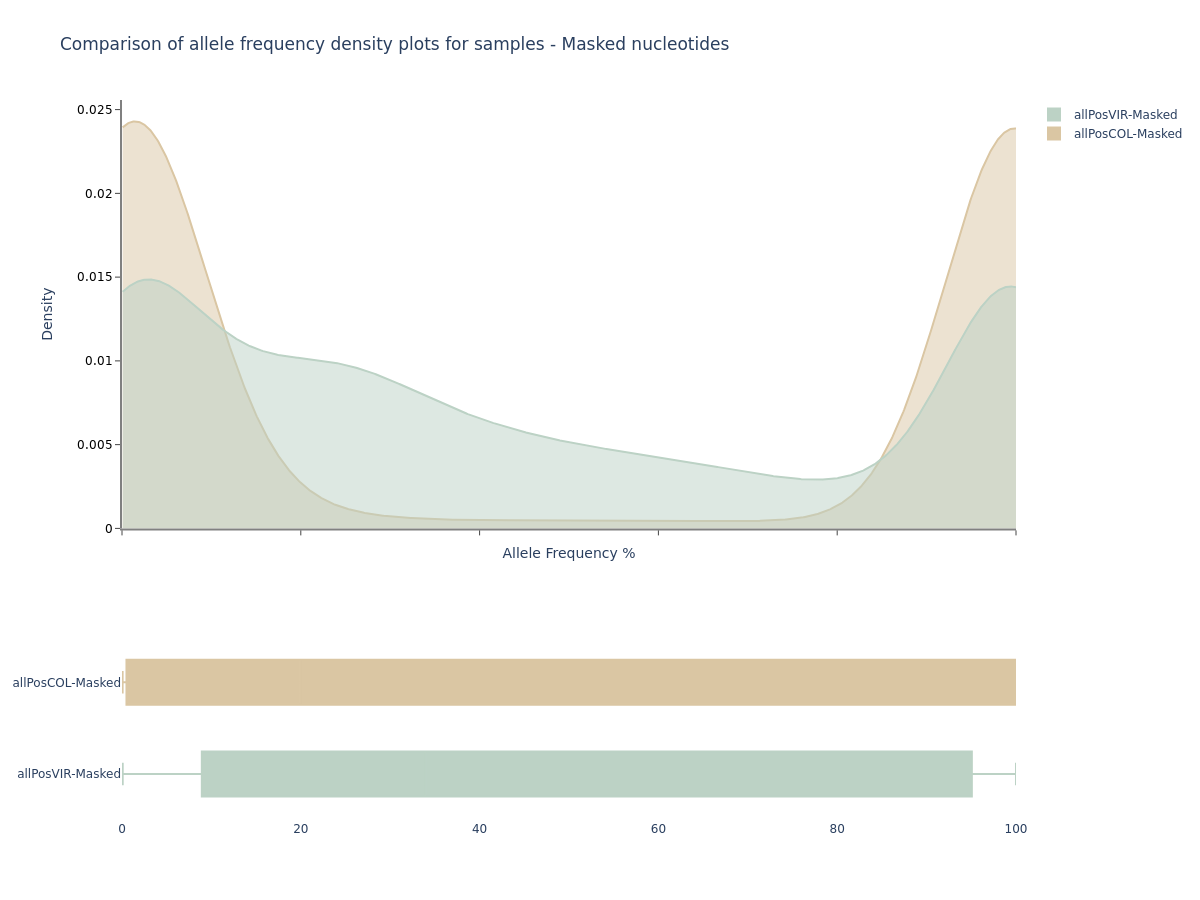 Comparison of allele frequency density plots for samples - Masked nucleotides
allPosVIR-Masked
allPosCOL-Masked
0.025
0.02
0.015
0.01
0.005
0
Density
Allele Frequency %
allPosCOL-Masked
allPosVIR-Masked
0 20 40 60 80 100